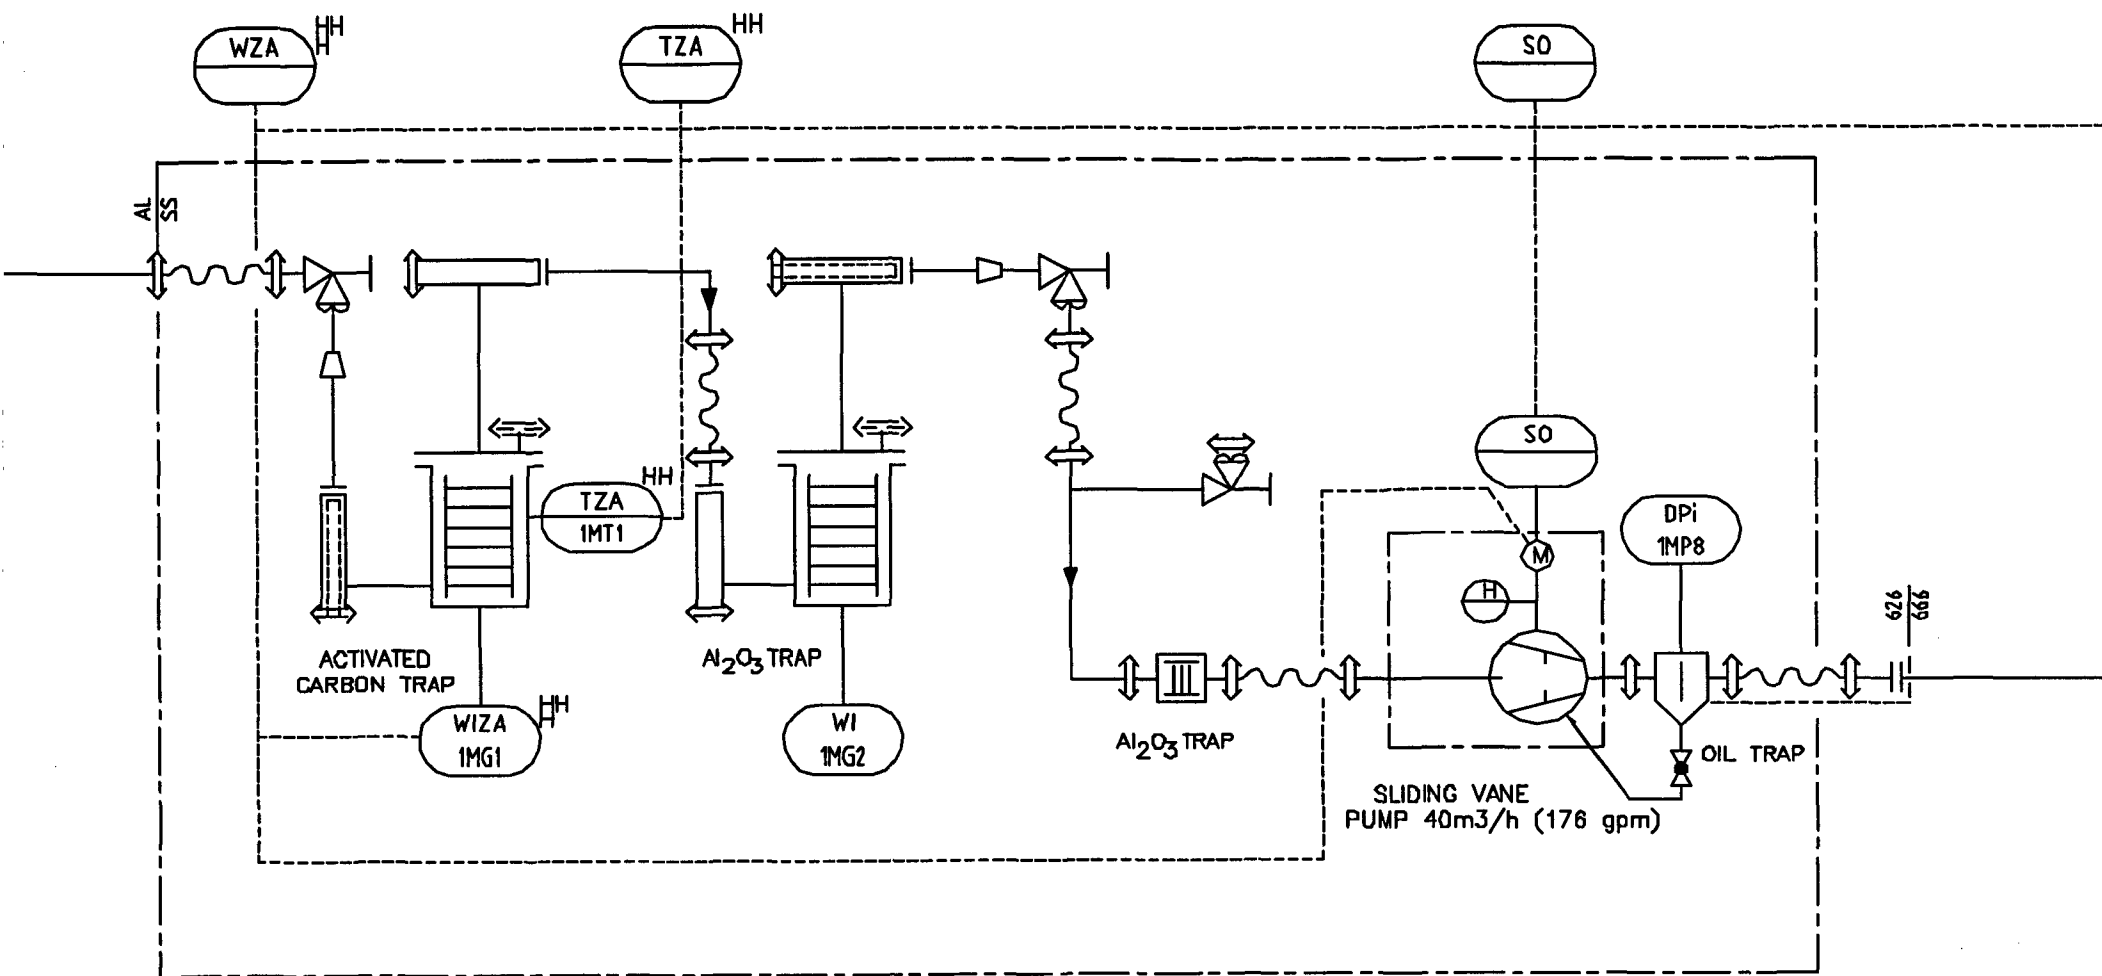 WZA
HH
H
TZA
HH
SO
AL
SS
SO
TZA
1MT1
HH
DPi
1MP8
M
H
626
666
ACTIVATED
CARBON TRAP
Al2O3 TRAP
WIZA
1MG1
HH
H
WI
1MG2
Al2O3 TRAP
OIL TRAP
SLIDING VANE
PUMP 40m3/h (176 gpm)